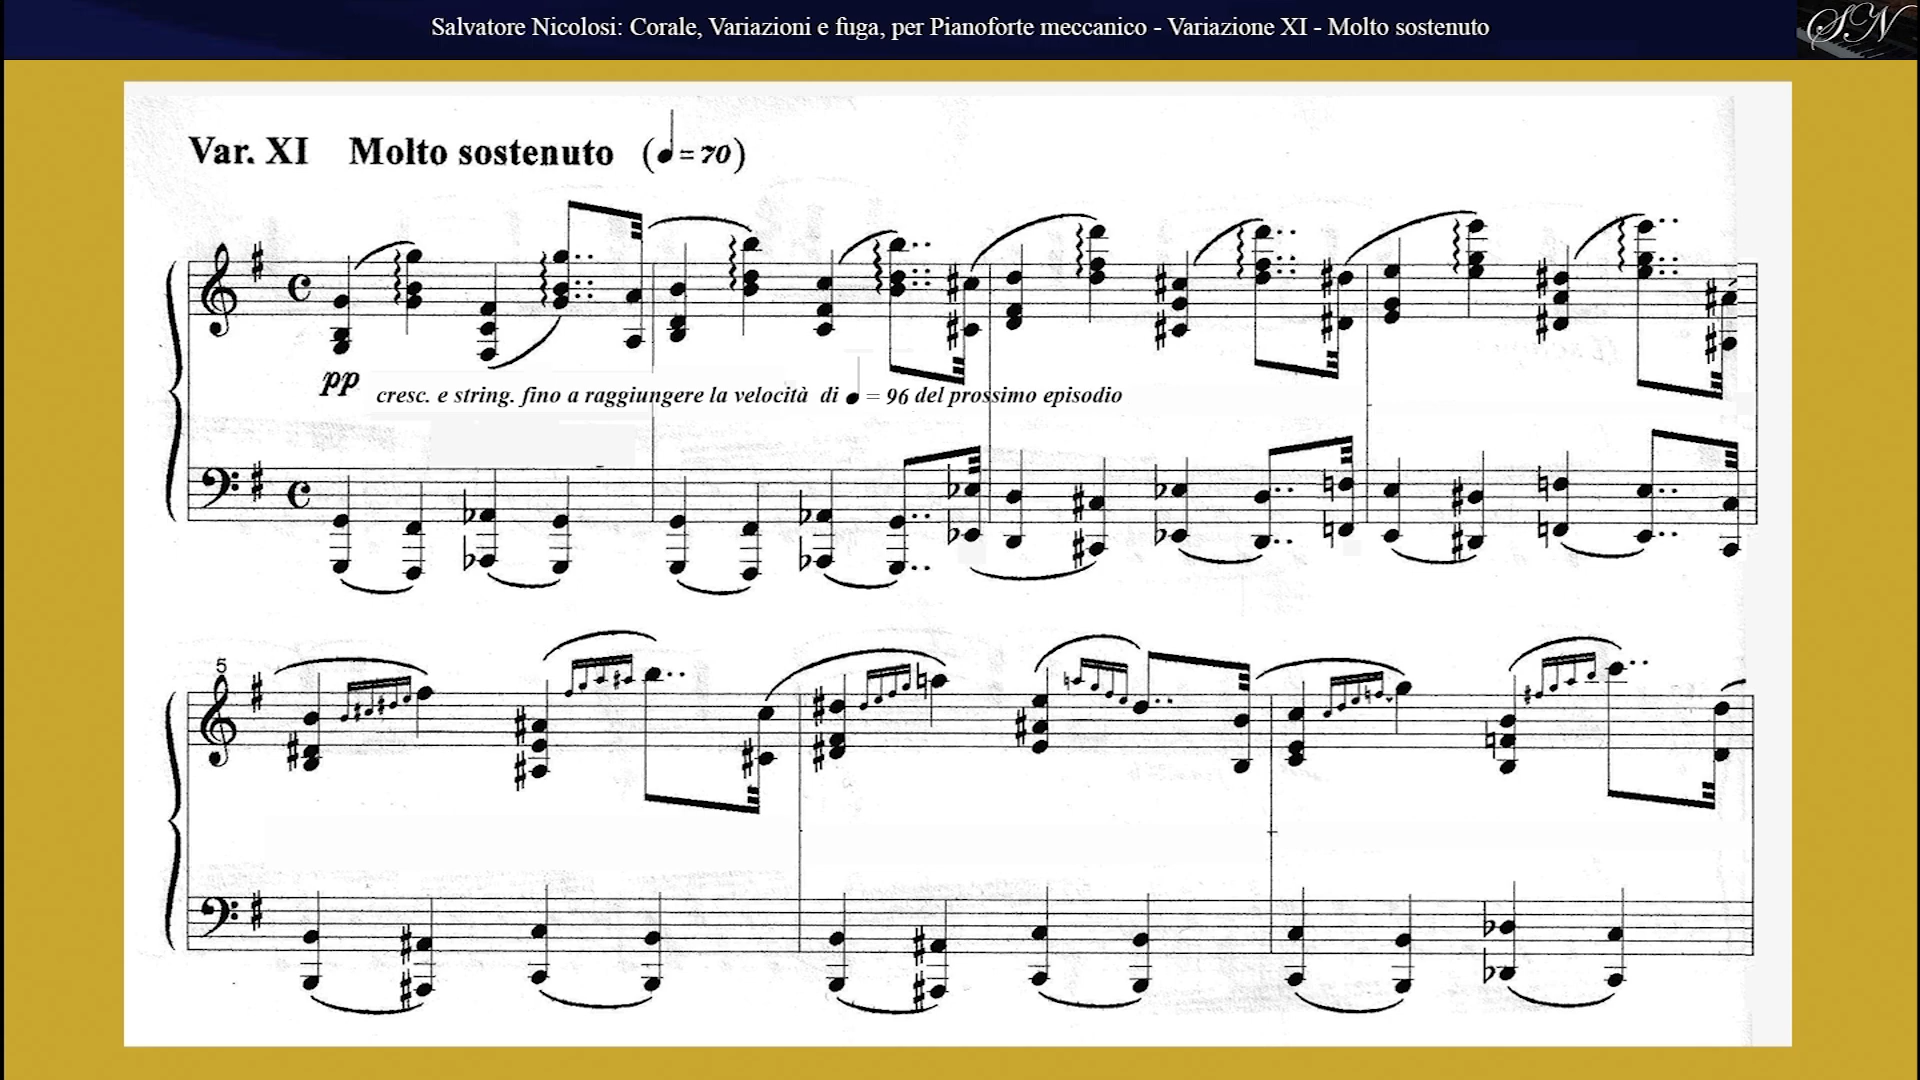 Salvatore Nicolosi: Corale, Variazioni e fuga, per Pianoforte meccanico - Variazione XI - Molto sostenuto
SN
Var. XI Molto sostenuto (♩=70)
pp
cresc. e string. fino a raggiungere la velocità di ♩ = 96 del prossimo episodio
5